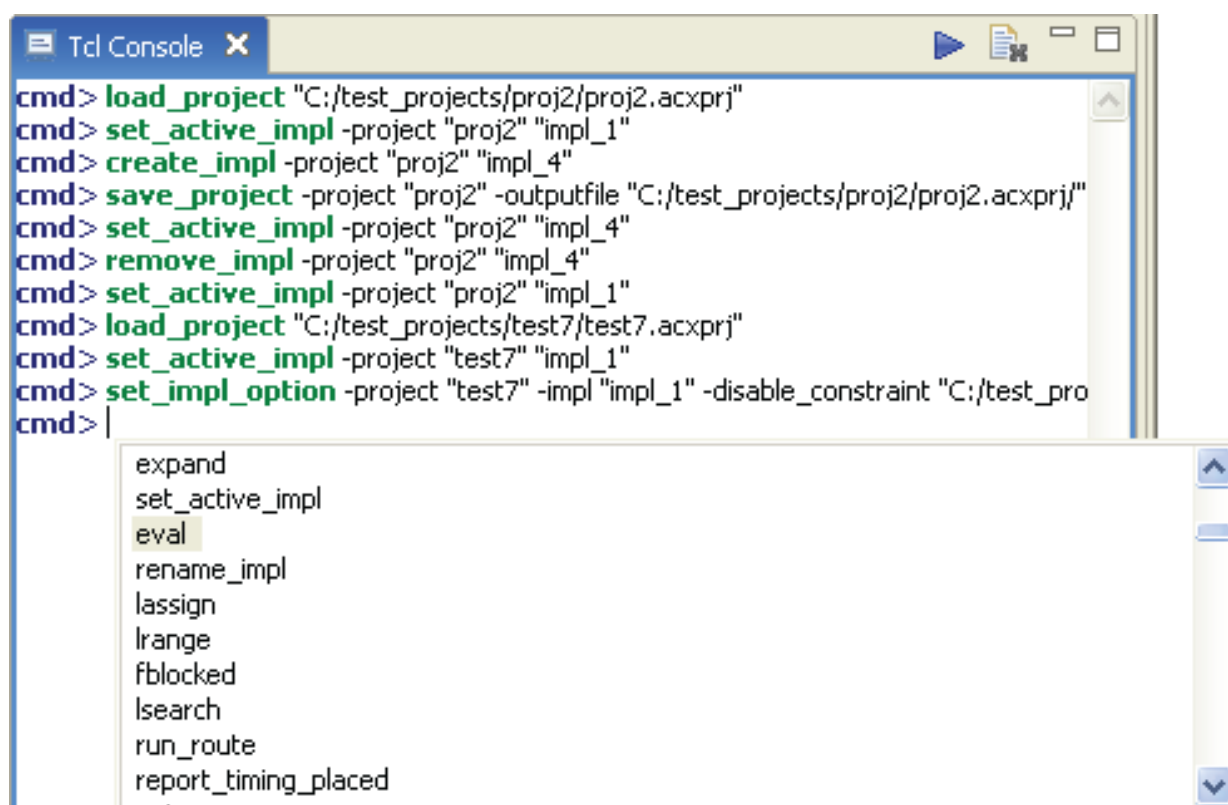 Tcl Console
cmd> load_project "C:/test_projects/proj2/proj2.acxprj"
cmd> set_active_impl -project "proj2" "impl_1"
cmd> create_impl -project "proj2" "impl_4"
cmd> save_project -project "proj2" -outputfile "C:/test_projects/proj2/proj2.acxprj/"
cmd> set_active_impl -project "proj2" "impl_4"
cmd> remove_impl -project "proj2" "impl_4"
cmd> set_active_impl -project "proj2" "impl_1"
cmd> load_project "C:/test_projects/test7/test7.acxprj"
cmd> set_active_impl -project "test7" "impl_1"
cmd> set_impl_option -project "test7" -impl "impl_1" -disable_constraint "C:/test_pro
cmd>
expand
set_active_impl
eval
rename_impl
lassign
lrange
fblocked
lsearch
run_route
report_timing_placed